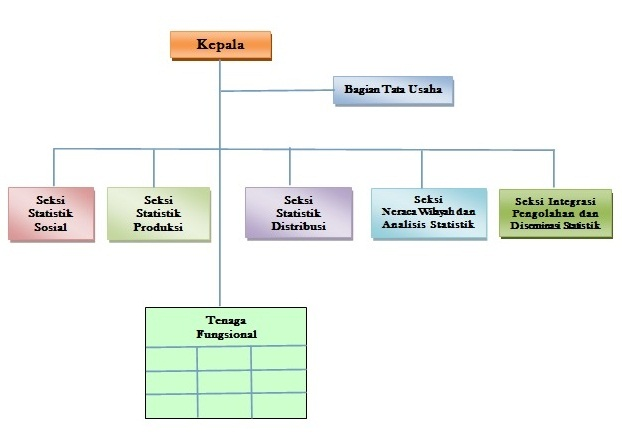 Kepala
Bagian Tata Usaha
Seksi
Statistik
Sosial
Seksi
Statistik
Produksi
Seksi
Statistik
Distribusi
Seksi
Neraca Wilayah dan
Analisis Statistik
Seksi Integrasi
Pengolahan dan
Diseminasi Statistik
Tenaga
Fungsional